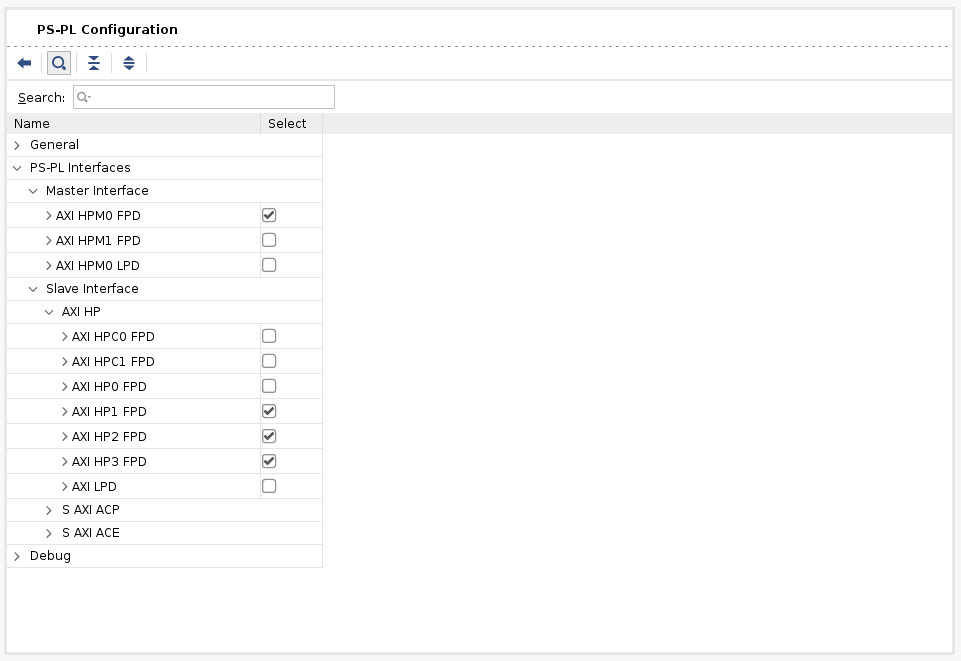 PS-PL Configuration
Search:
Name Select
General
PS-PL Interfaces
Master Interface
AXI HPM0 FPD
AXI HPM1 FPD
AXI HPM0 LPD
Slave Interface
AXI HP
AXI HPC0 FPD
AXI HPC1 FPD
AXI HP0 FPD
AXI HP1 FPD
AXI HP2 FPD
AXI HP3 FPD
AXI LPD
S AXI ACP
S AXI ACE
Debug